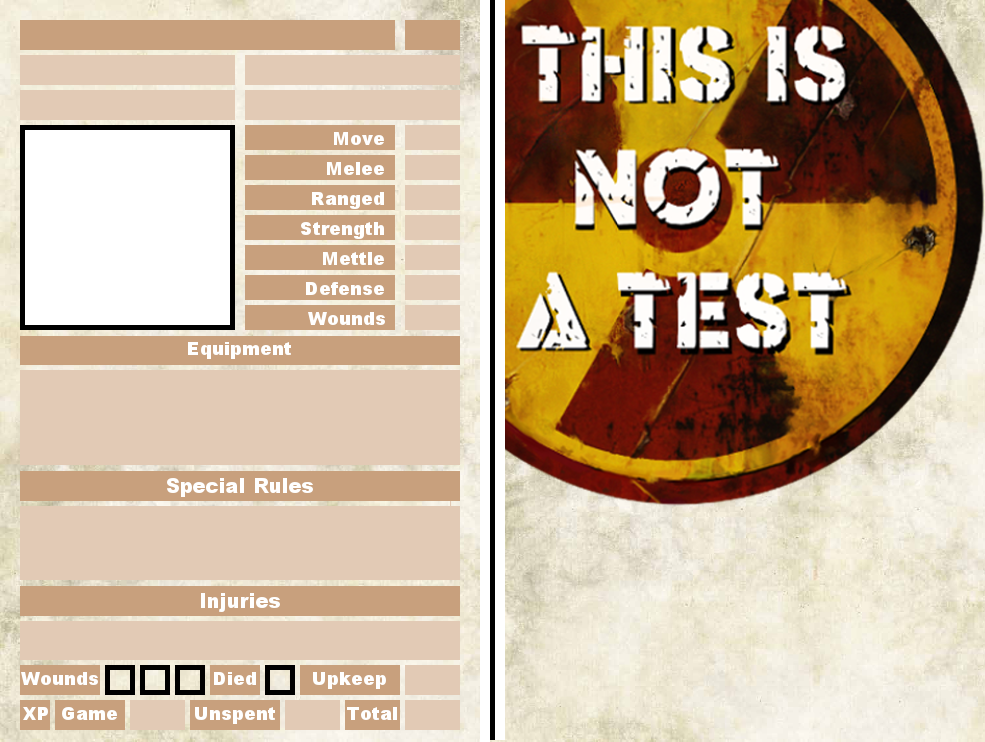 Move
Melee
Ranged
Strength
Mettle
Defense
Wounds
Equipment
Special Rules
Injuries
Wounds Died Upkeep
XP Game Unspent Total
THIS IS
NOT
A TEST